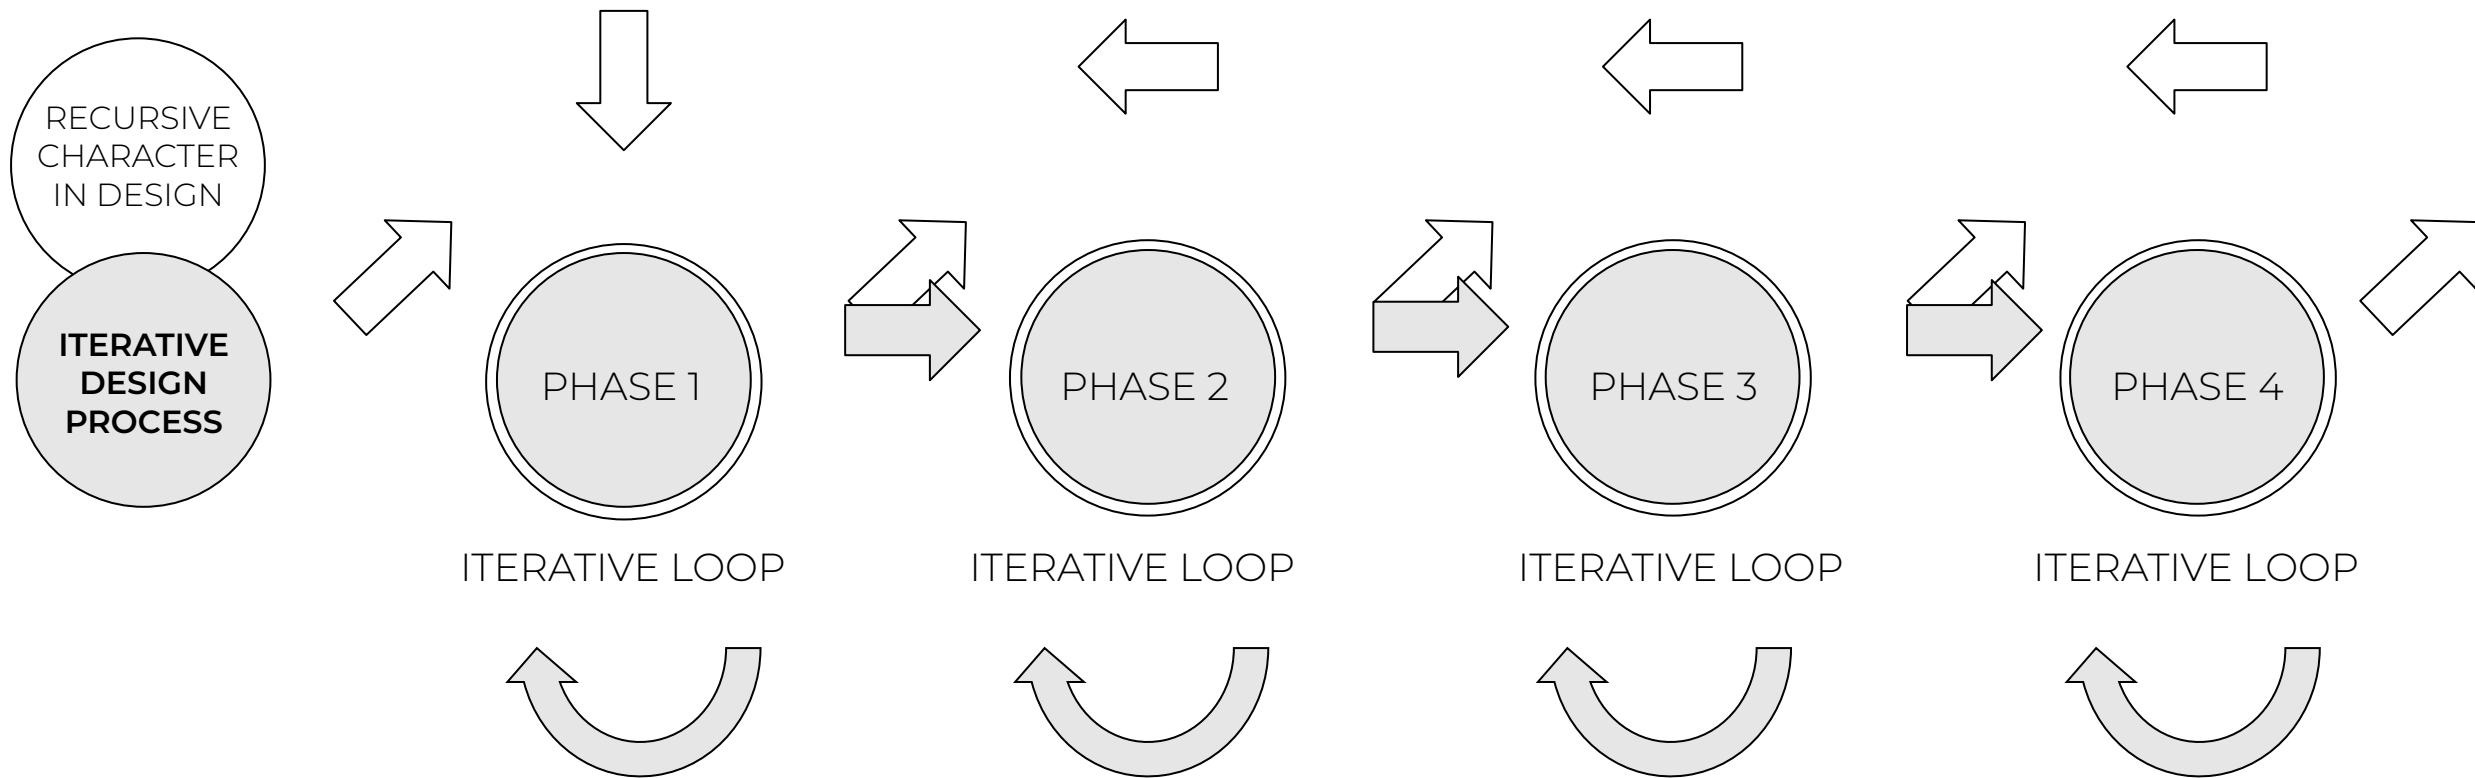 RECURSIVE
CHARACTER
IN DESIGN
ITERATIVE
DESIGN
PROCESS
PHASE 1
PHASE 2
PHASE 3
PHASE 4
ITERATIVE LOOP
ITERATIVE LOOP
ITERATIVE LOOP
ITERATIVE LOOP